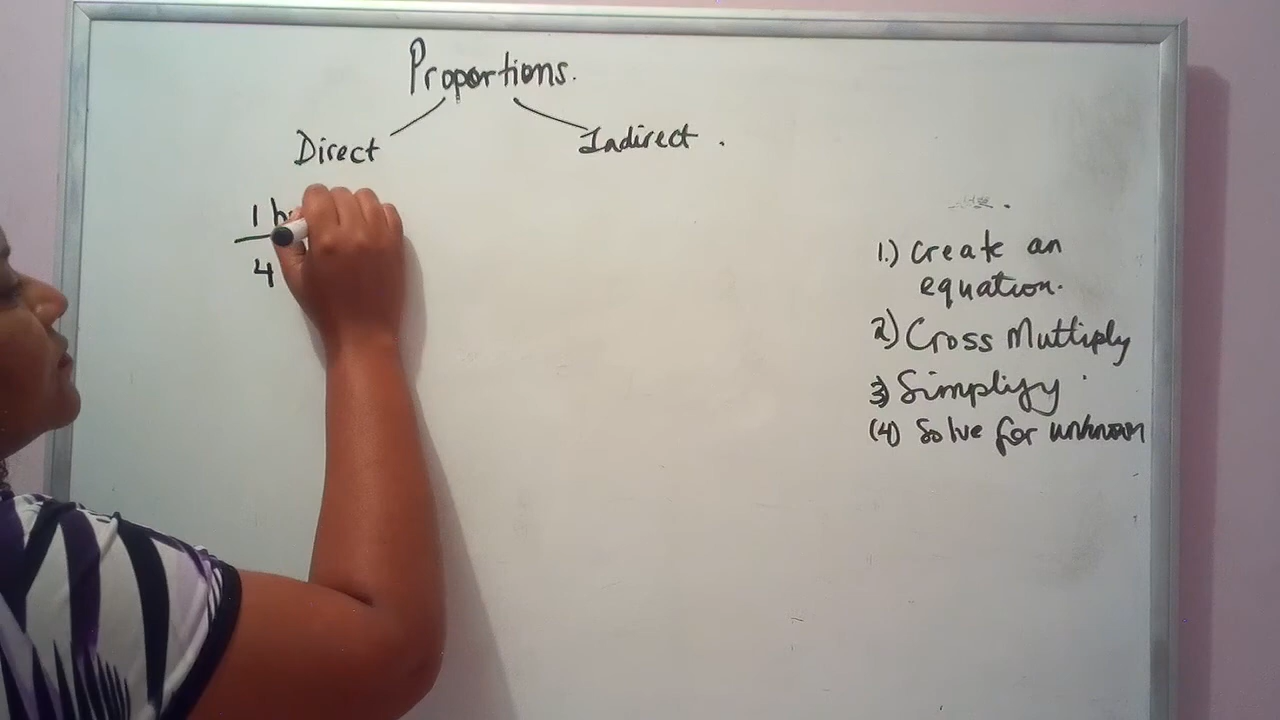 Proportions.
Direct
Indirect .
1 h
4
1.) Create an
equation.
2) Cross Multiply
3) Simplify
(4) Solve for unknown